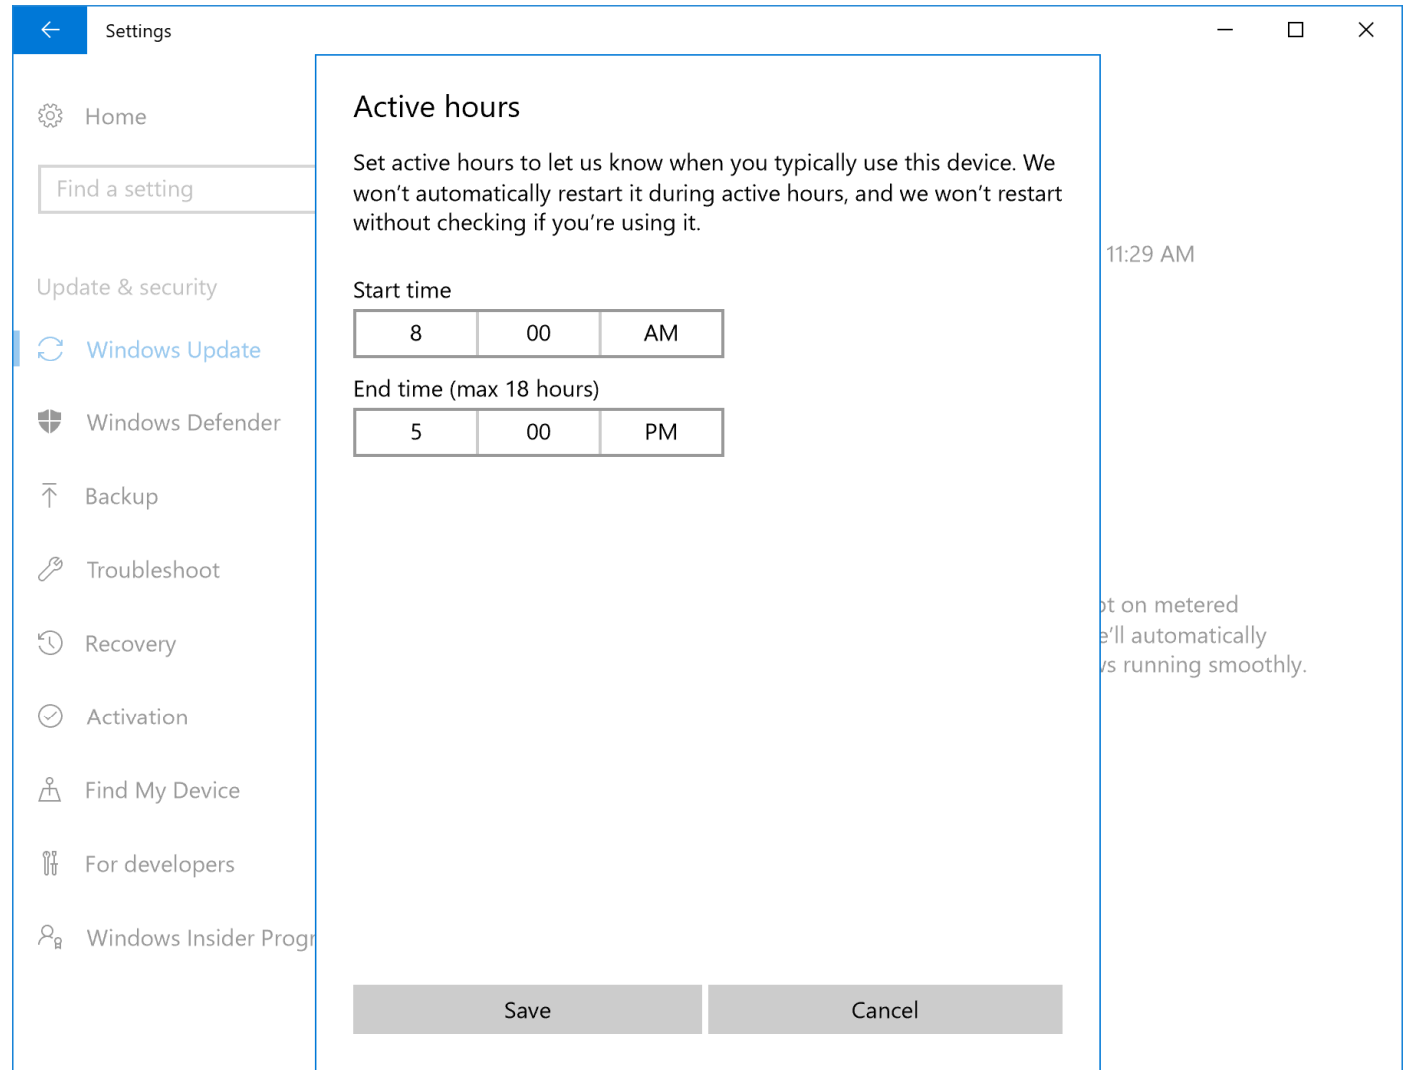 Settings
Home
Find a setting
Update & security
Windows Update
Windows Defender
Backup
Troubleshoot
Recovery
Activation
Find My Device
For developers
Windows Insider
Active hours
Set active hours to let us know when you typically use this device. We
won’t automatically restart it during active hours, and we won’t restart
without checking if you’re using it.
Start time
8 00 AM
End time (max 18 hours)
5 00 PM
Save Cancel
11:29 AM
on metered
automatically
running smoothly.